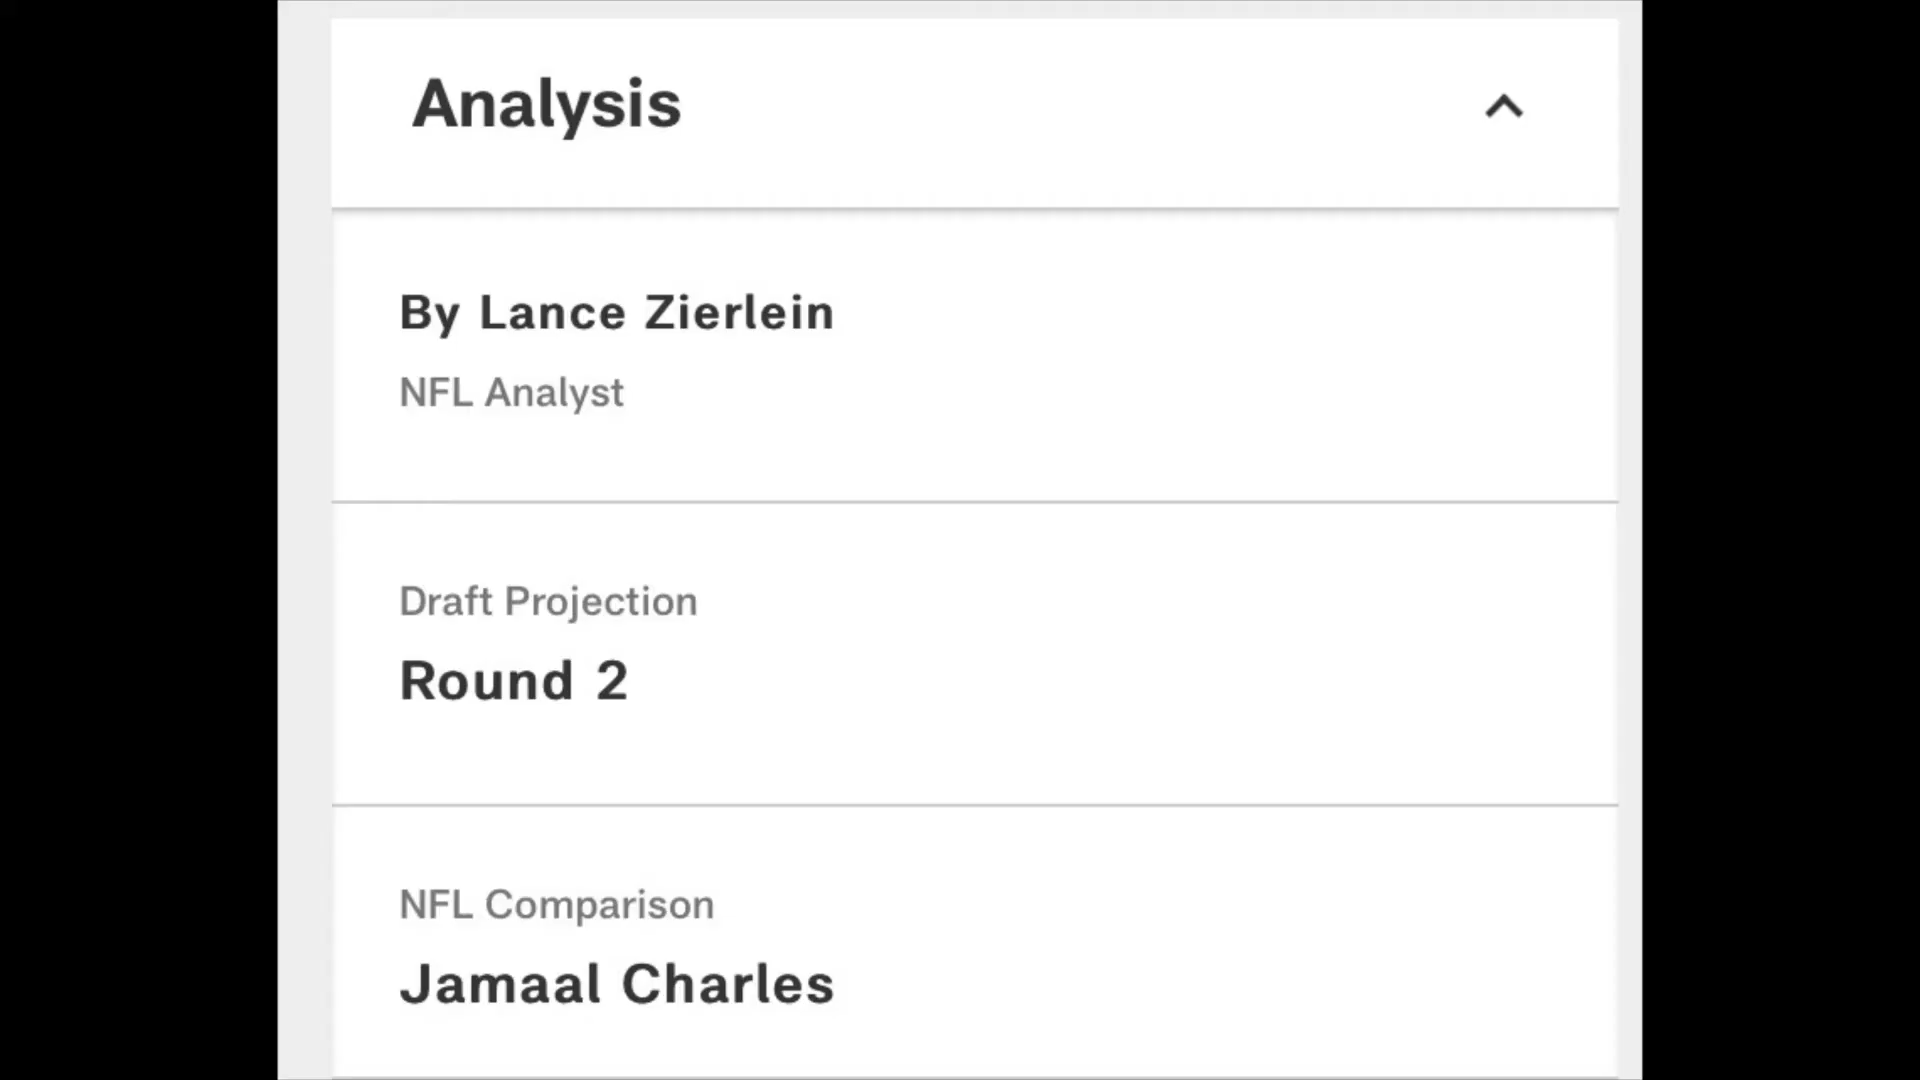 Analysis
By Lance Zierlein
NFL Analyst
Draft Projection
Round 2
NFL Comparison
Jamaal Charles